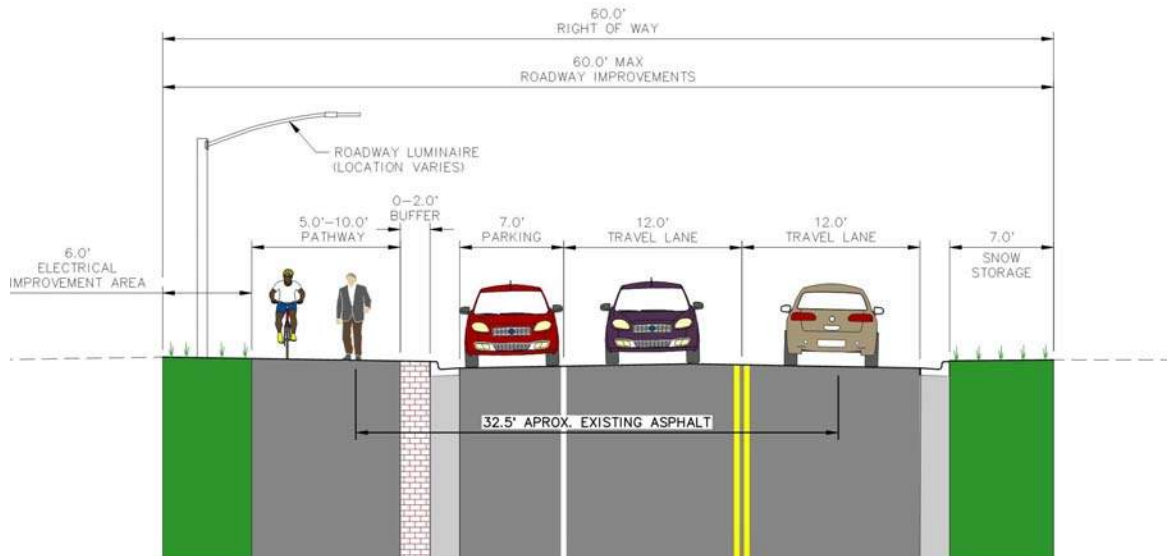 60.0'
RIGHT OF WAY
60.0' MAX
ROADWAY IMPROVEMENTS
ROADWAY LUMINAIRE
(LOCATION VARIES)
0-2.0'
BUFFER
5.0'-10.0'
PATHWAY
7.0'
PARKING
12.0'
TRAVEL LANE
12.0'
TRAVEL LANE
7.0'
SNOW
STORAGE
6.0'
ELECTRICAL
IMPROVEMENT AREA
32.5' APROX. EXISTING ASPHALT